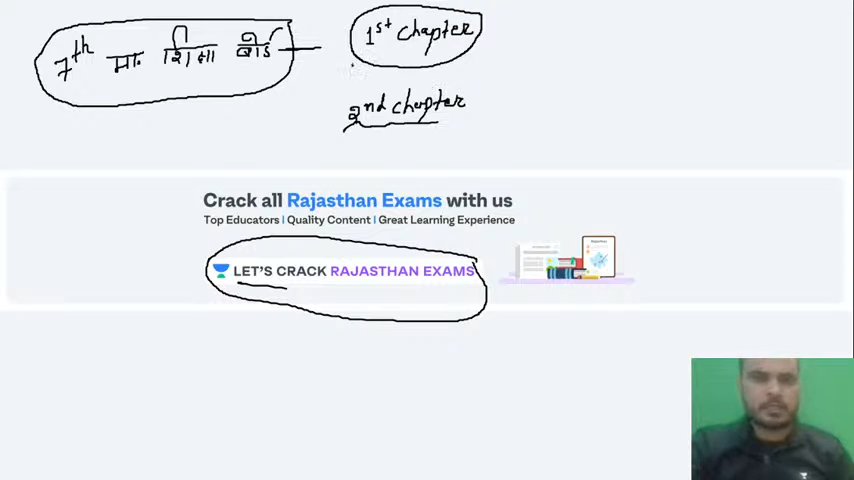 7th मा. शिक्षा बोर्ड
1st chapter
2nd chapter
Crack all Rajasthan Exams with us
Top Educators | Quality Content | Great Learning Experience
LET'S CRACK RAJASTHAN EXAMS